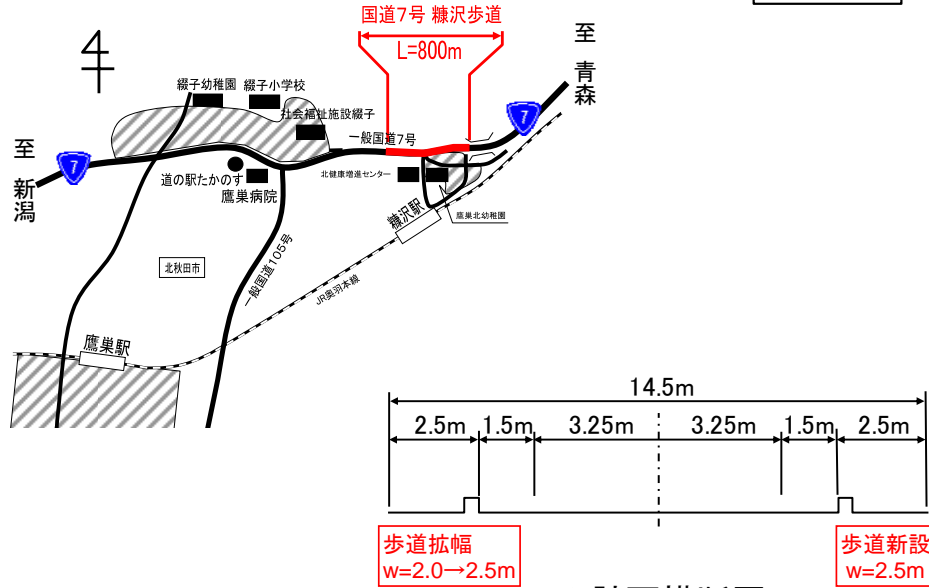 国道7号 糠沢歩道
L=800m
至 青森
綴子幼稚園 綴子小学校
社会福祉施設綴子
一般国道7号
7
至 新潟
7
道の駅たかのす
鷹巣病院
北健康増進センター
鷹巣北幼稚園
糠沢駅
北秋田市
一般国道105号
JR奥羽本線
鷹巣駅
14.5m
2.5m 1.5m 3.25m 3.25m 1.5m 2.5m
歩道拡幅
w=2.0→2.5m
歩道新設
w=2.5m